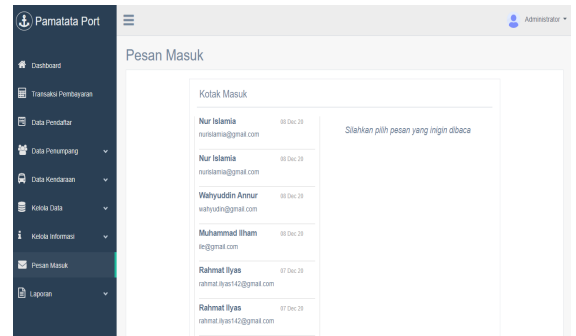 Pamatata Port
Administrator
Dashboard
Transaksi Pembayaran
Data Pendaftar
Data Penumpang
Data Kendaraan
Kelola Data
Kelola Informasi
Pesan Masuk
Laporan
Pesan Masuk
Kotak Masuk
Nur Islamia 08 Dec 20
nurislamia@gmail.com
Nur Islamia 08 Dec 20
nurislamia@gmail.com
Wahyuddin Annur 08 Dec 20
wahyudin@gmail.com
Muhammad Ilham 08 Dec 20
ile@gmail.com
Rahmat Ilyas 07 Dec 20
rahmat.ilyas142@gmail.com
Rahmat Ilyas 07 Dec 20
rahmat.ilyas142@gmail.com
Silahkan pilih pesan yang inigin dibaca